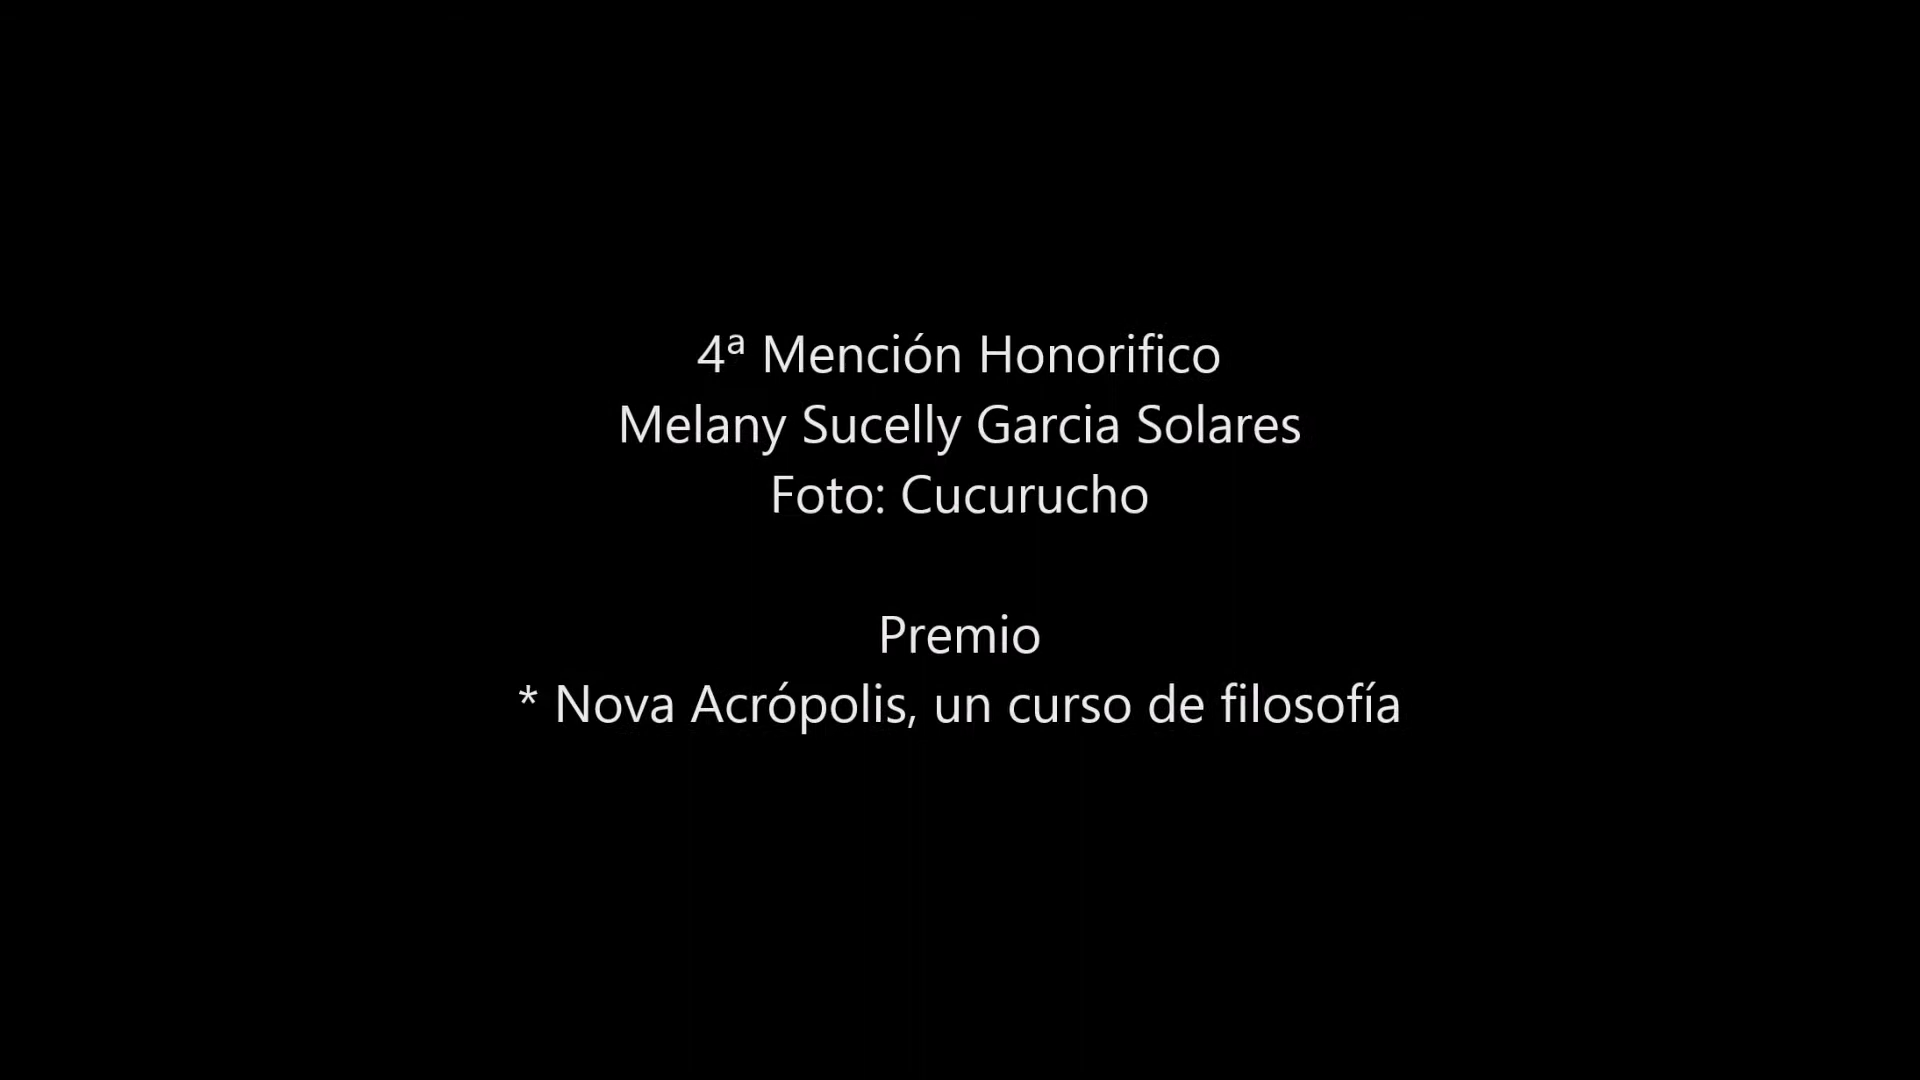 4ª Mención Honorifico
Melany Sucelly Garcia Solares
Foto: Cucurucho
Premio
* Nova Acrópolis, un curso de filosofía